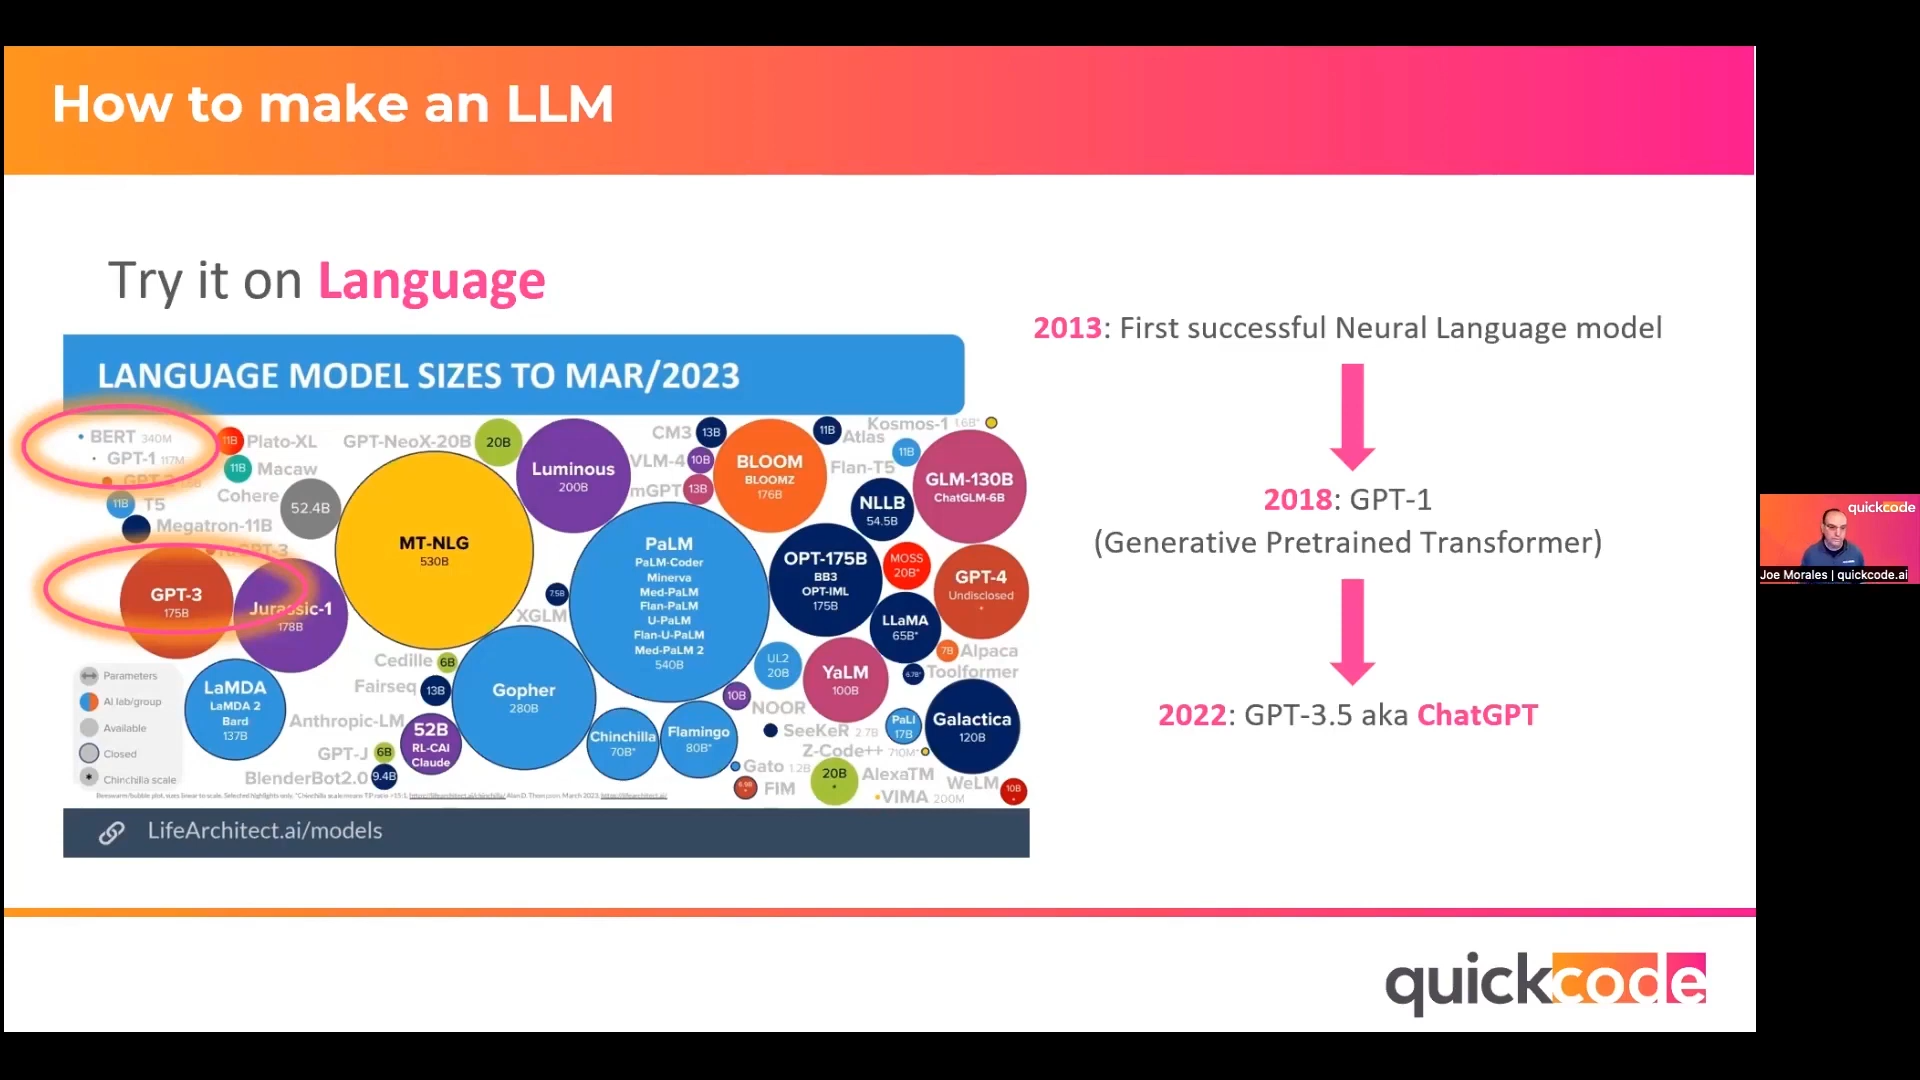 How to make an LLM
Try it on Language
LANGUAGE MODEL SIZES TO MAR/2023
BERT 340M
GPT-1 117M
11B
T5
Megatron-11B
GPT-3
175B
11B Plato-XL
11B Macaw
Cohere
52.4B
Jurassic-1
178B
GPT-NeoX-20B 20B
MT-NLG
530B
Luminous
200B
CM3 13B
VLM-4 10B
mGPT 13B
BLOOM
BLOOMZ
176B
11B Atlas
Kosmos-1 1.6B*
Flan-T5 11B
GLM-130B
ChatGLM-6B
NLLB
54.5B
PaLM
PaLM-Coder
Minerva
Med-PaLM
Flan-PaLM
U-PaLM
Flan-U-PaLM
Med-PaLM 2
540B
OPT-175B
BB3
OPT-IML
175B
MOSS
20B*
GPT-4
Undisclosed
*
LLaMA
65B*
7.5B
XGLM
Cedille 6B
Fairseq 13B
Gopher
280B
UL2
20B
YaLM
100B
7B Alpaca
6.7B* Toolformer
Parameters
AI lab/group
Available
Closed
Chinchilla scale
LaMDA
LaMDA 2
Bard
137B
Anthropic-LM
52B
RL-CAI
Claude
GPT-J 6B
BlenderBot2.0 9.4B
Chinchilla
70B*
Flamingo
80B*
10B
NOOR
SeeKeR 2.7B
Z-Code++ 710M*
PaLI
17B
Galactica
120B
Gato 1.2B
FIM
20B
*
AlexaTM
VIMA 200M
WeLM 10B
*
LifeArchitect.ai/models
2013: First successful Neural Language model
2018: GPT-1
(Generative Pretrained Transformer)
2022: GPT-3.5 aka ChatGPT
quickcode
quickcode
Joe Morales | quickcode.ai